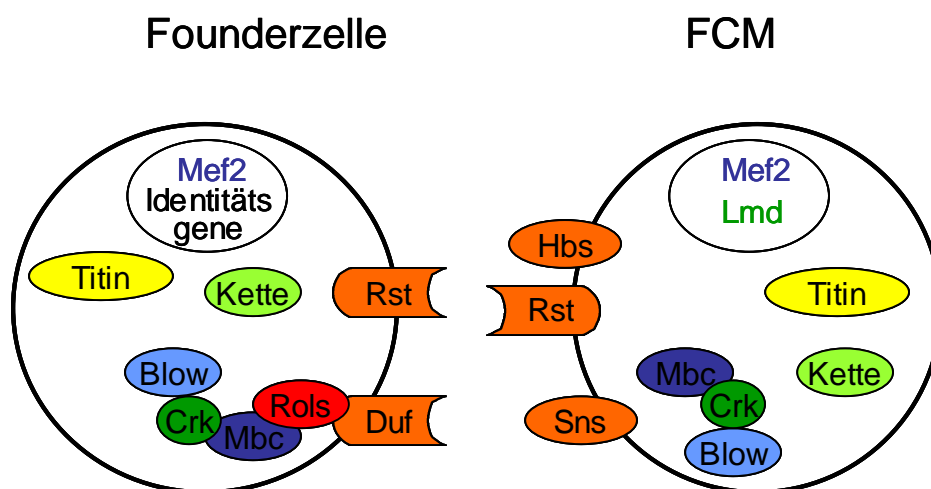 Founderzelle
FCM
Mef2
Identitäts
gene
Titin
Kette
Rst
Blow
Crk
Mbc
Rols
Duf
Mef2
Lmd
Hbs
Rst
Titin
Mbc
Crk
Kette
Sns
Blow